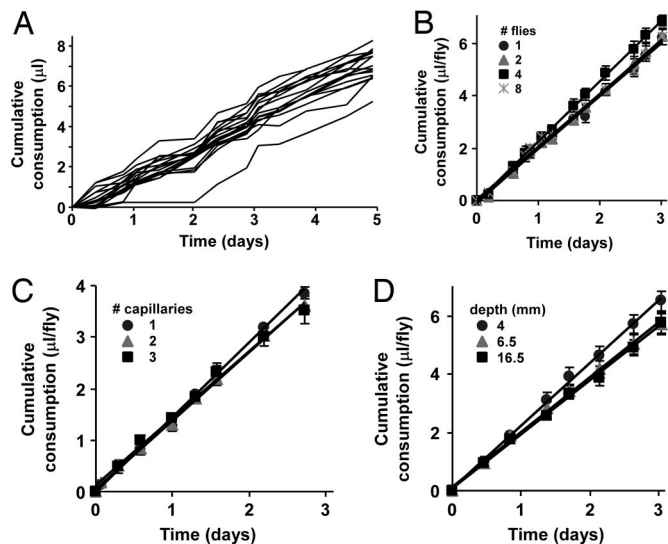 A
Cumulative
consumption (μl)
8
6
4
2
0
0 1 2 3 4 5
Time (days)
B
Cumulative
consumption (μl/fly)
# flies
1
2
4
8
6
4
2
0
0 1 2 3
Time (days)
C
Cumulative
consumption (μl/fly)
# capillaries
1
2
3
4
3
2
1
0
0 1 2 3
Time (days)
D
Cumulative
consumption (μl/fly)
depth (mm)
4
6.5
16.5
8
6
4
2
0
0 1 2 3
Time (days)